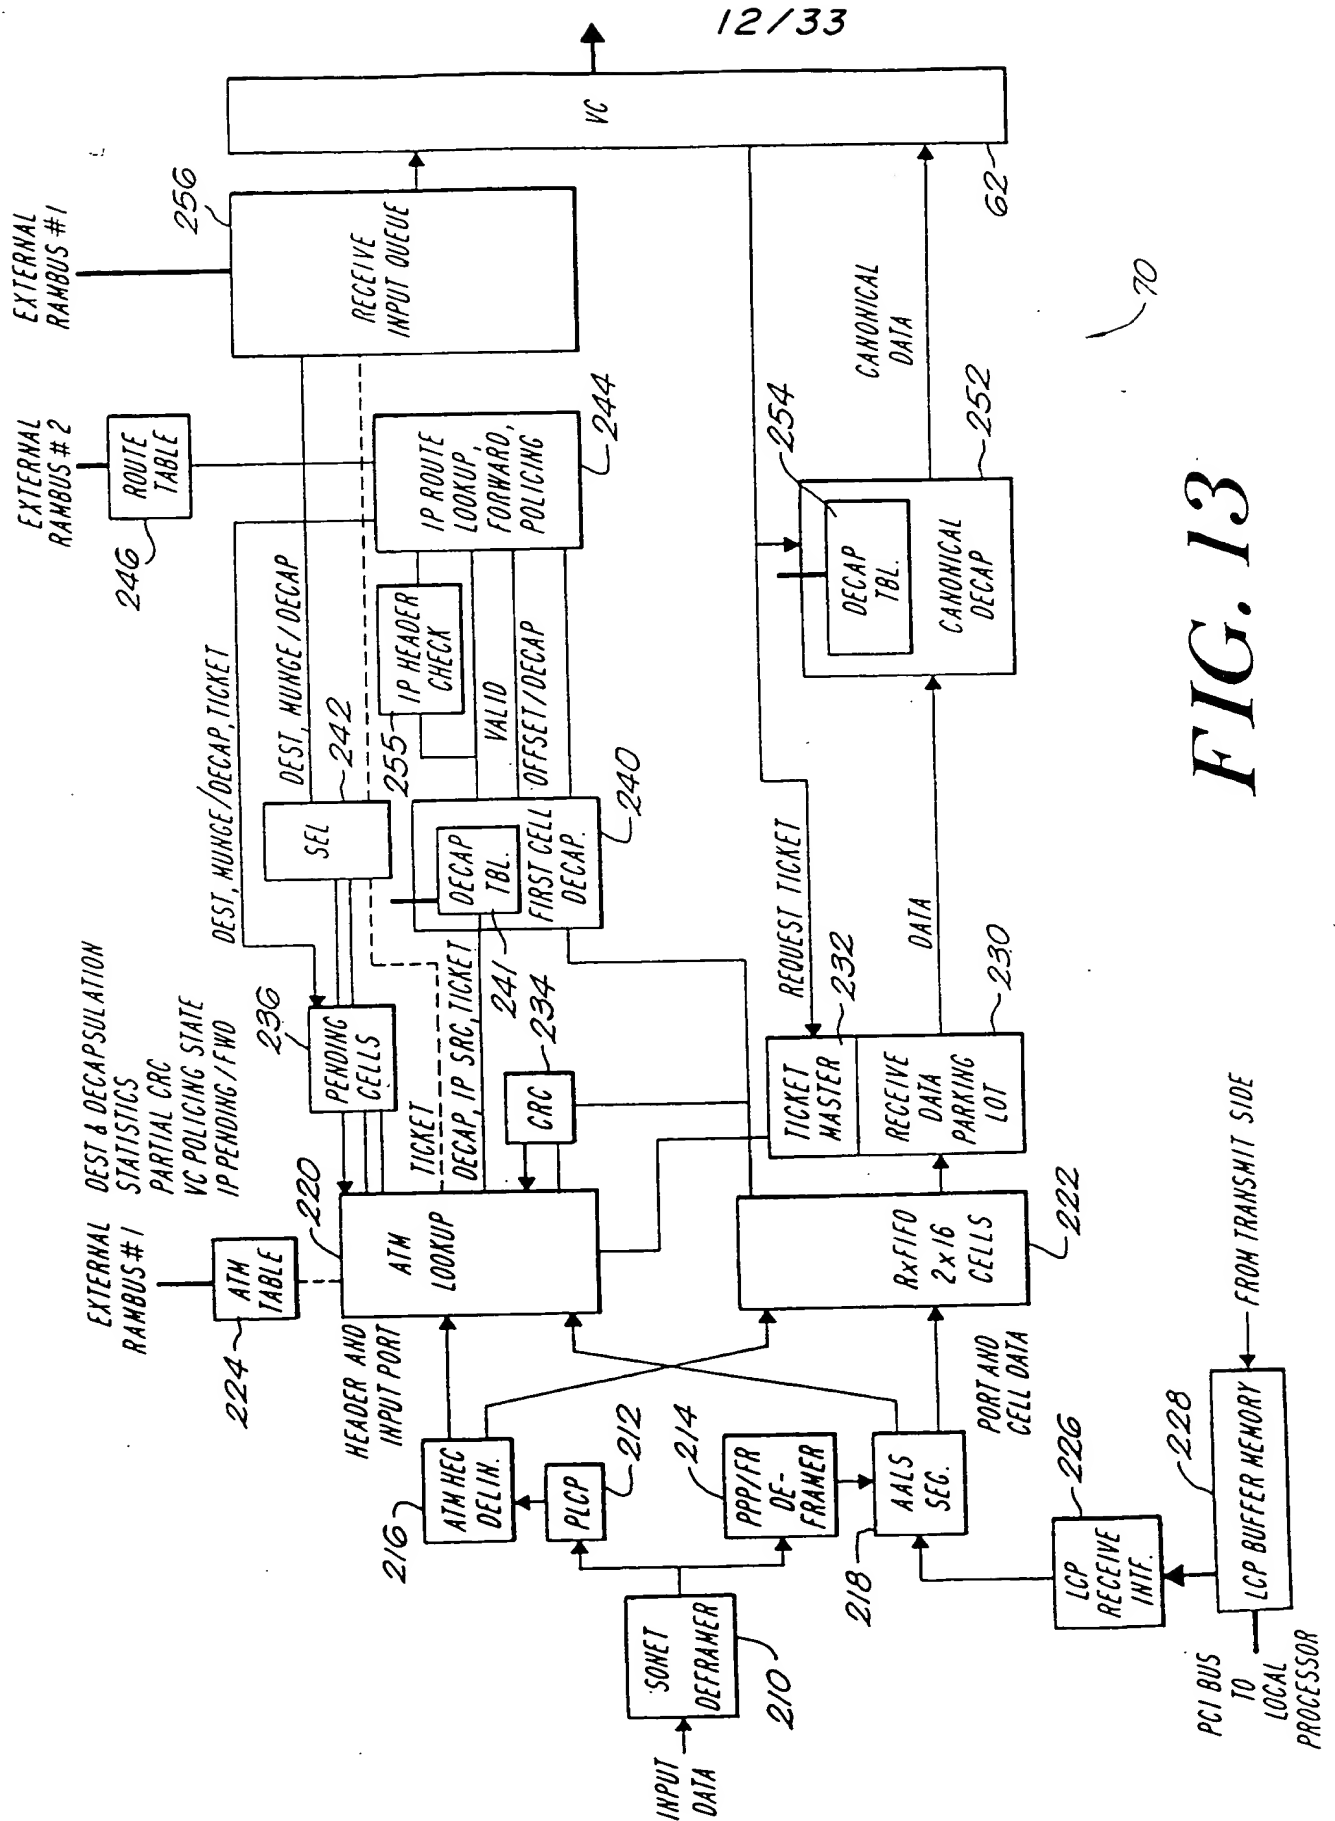 12/33
EXTERNAL
RAMBUS #1
DEST & DECAPSULATION
STATISTICS
PARTIAL CRC
VC POLICING STATE
IP PENDING/FWD
EXTERNAL
RAMBUS # 2
EXTERNAL
RAMBUS #1
224
ATM
TABLE
220
236
PENDING
CELLS
DEST, MUNGE/DECAP, TICKET
DEST, MUNGE/DECAP
SEL
242
246
ROUTE
TABLE
256
RECEIVE
INPUT QUEUE
VC
62
HEADER AND
INPUT PORT
ATM
LOOKUP
TICKET
DECAP, IP SRC, TICKET
241
CRC
234
DECAP
TBL.
FIRST CELL
DECAP.
240
255
IP HEADER
CHECK
VALID
OFFSET/DECAP
IP ROUTE
LOOKUP,
FORWARD,
POLICING
244
216
ATM HEC
DELIN.
PLCP
212
INPUT
DATA
SONET
DEFRAMER
210
214
PPP/FR
DE-
FRAMER
218
AAL5
SEG.
PORT AND
CELL DATA
RxFIFO
2x16
CELLS
222
TICKET
MASTER
232
RECEIVE
DATA
PARKING
LOT
230
REQUEST TICKET
DATA
DECAP
TBL.
254
CANONICAL
DECAP
252
CANONICAL
DATA
70
LCP
RECEIVE
INTF.
226
228
LCP BUFFER MEMORY
FROM TRANSMIT SIDE
PCI BUS
TO
LOCAL
PROCESSOR
FIG. 13